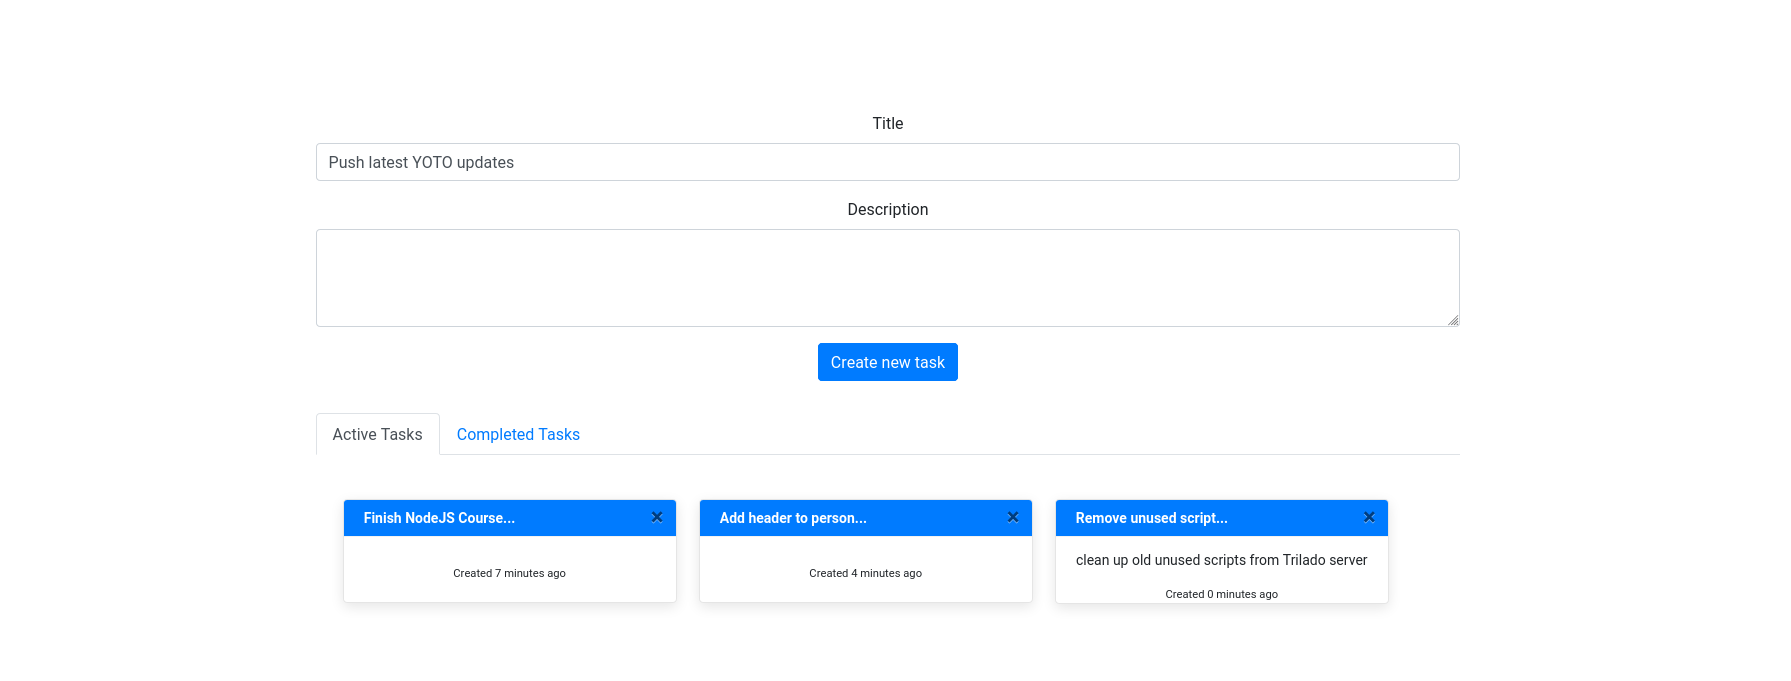 Title
Push latest YOTO updates
Description
Create new task
Active Tasks
Completed Tasks
Finish NodeJS Course...
Created 7 minutes ago
Add header to person...
Created 4 minutes ago
Remove unused script...
clean up old unused scripts from Trilado server
Created 0 minutes ago